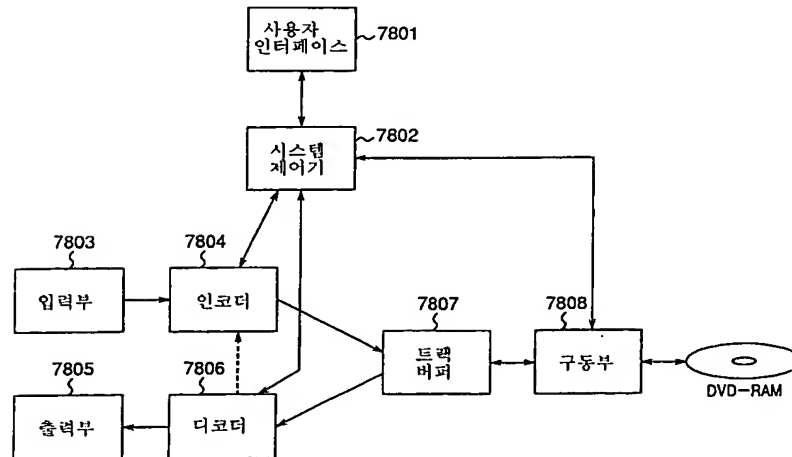 사용자
인터페이스
7801
시스템
제어기
7802
7803
입력부
7804
인코더
7805
출력부
7806
디코더
7807
트랙
버퍼
7808
구동부
DVD-RAM